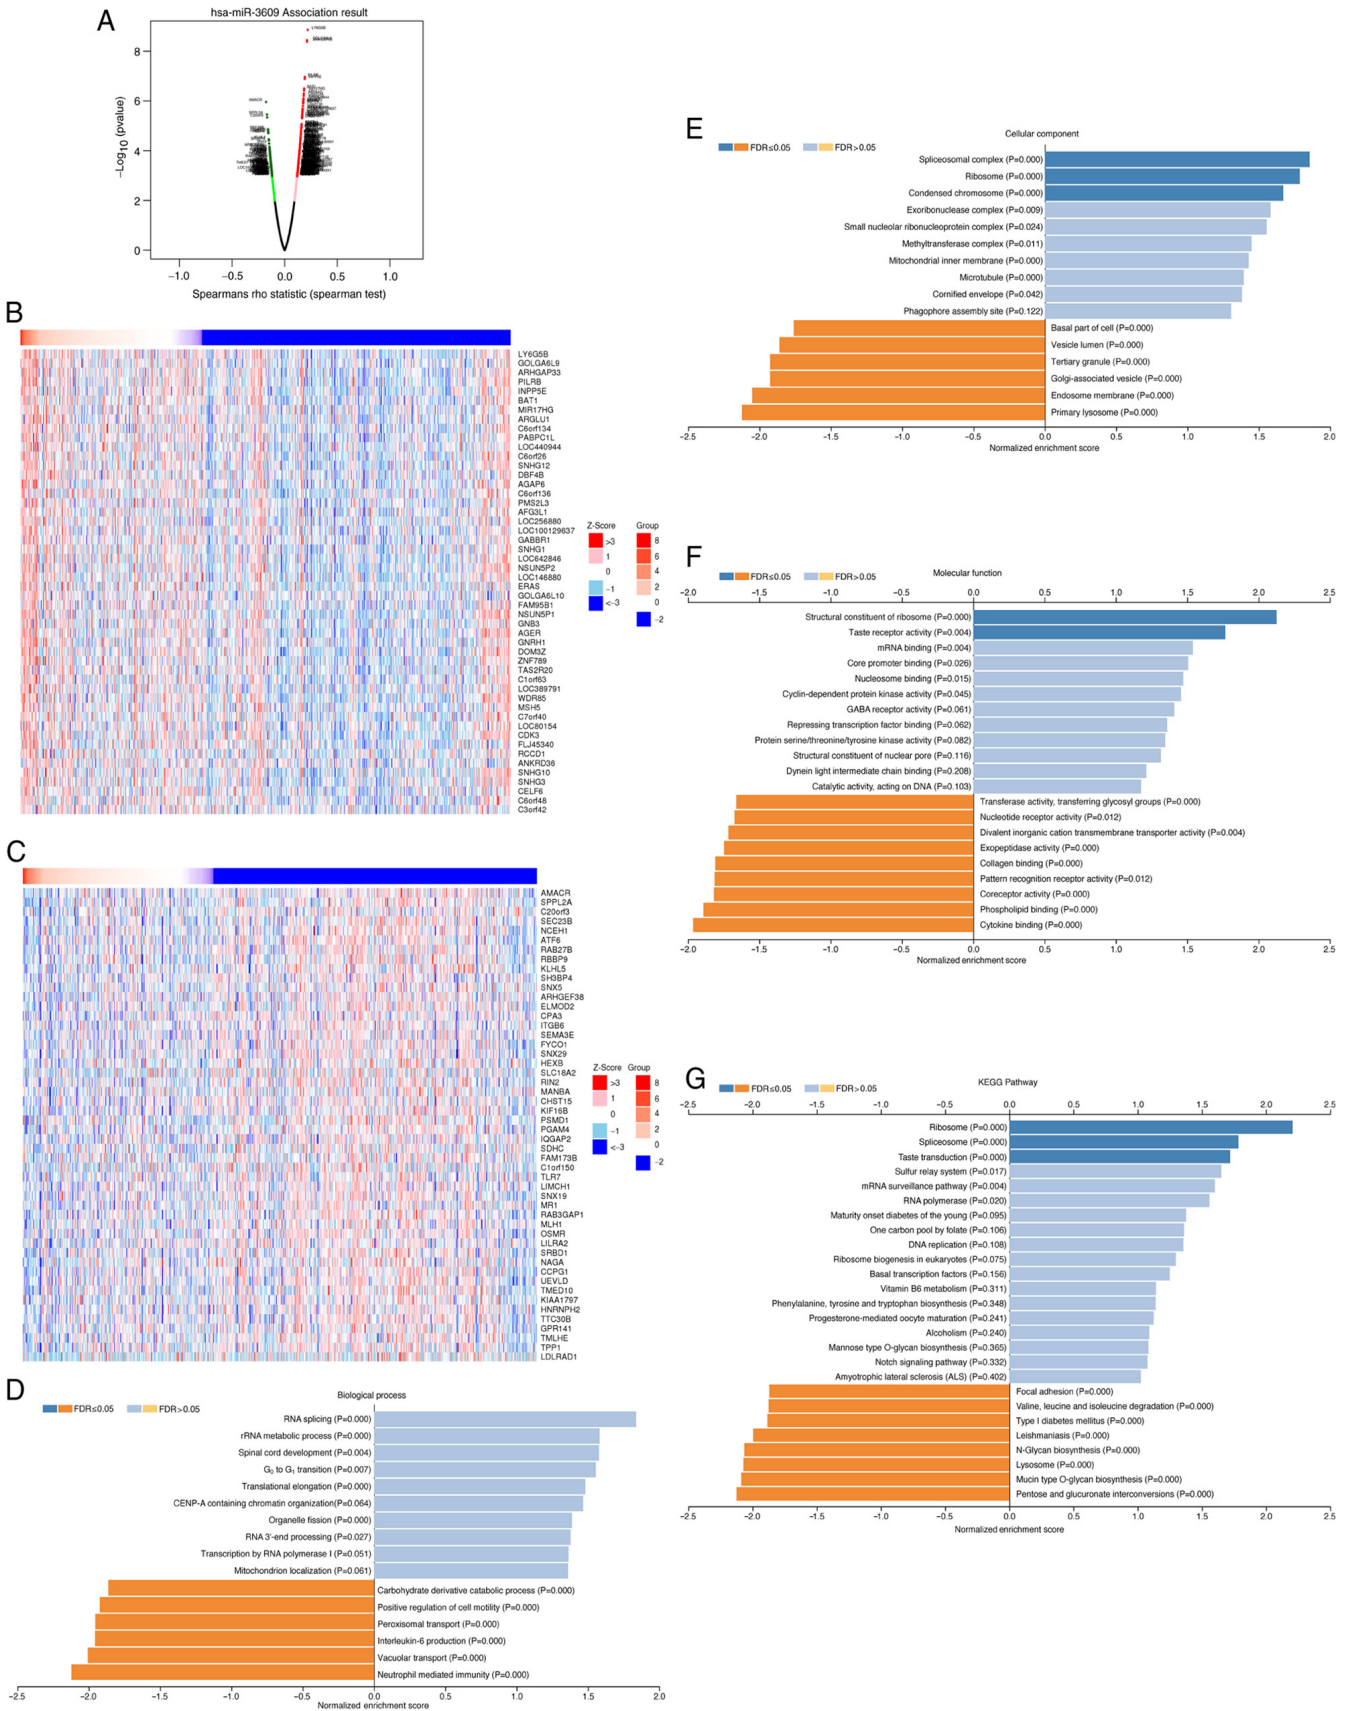 A
hsa-miR-3609 Association result
LY6G5B
AMACR
−Log10 (pvalue)
8
6
4
2
0
−1.0 −0.5 0.0 0.5 1.0
Spearmans rho statistic (spearman test)
B
LY6G5B
GOLGA6L9
ARHGAP33
PILRB
INPP5E
BAT1
MIR17HG
ARGLU1
C6orf134
PABPC1L
LOC440944
C6orf26
SNHG12
DBF4B
AGAP6
C6orf136
PMS2L3
AFG3L1
LOC256880
LOC100129637
GABBR1
SNHG1
LOC642846
NSUN5P2
LOC146880
ERAS
GOLGA6L10
FAM95B1
NSUN5P1
GNB3
AGER
GNRH1
DOM3Z
ZNF789
TAS2R20
C1orf63
LOC389791
WDR85
MSH5
C7orf40
LOC80154
CDK3
FLJ45340
RCCD1
ANKRD36
SNHG10
SNHG3
CELF6
C6orf48
C3orf42
Z-Score Group
>3 8
1 6
0 4
−1 2
<−3 0
−2
C
AMACR
SPPL2A
C20orf3
SEC23B
NCEH1
ATF6
RAB27B
RBBP9
KLHL5
SH3BP4
SNX5
ARHGEF38
ELMOD2
CPA3
ITGB6
SEMA3E
FYCO1
SNX29
HEXB
SLC18A2
RIN2
MANBA
CHST15
KIF16B
PSMD1
PGAM4
IQGAP2
SDHC
FAM173B
C1orf150
TLR7
LIMCH1
SNX19
MR1
RAB3GAP1
MLH1
OSMR
LILRA2
SRBD1
NAGA
CCPG1
UEVLD
TMED10
KIAA1797
HNRNPH2
TTC30B
GPR141
TMLHE
TPP1
LDLRAD1
Z-Score Group
>3 8
1 6
0 4
−1 2
<−3 0
−2
D
Biological process
FDR≤0.05 FDR>0.05
RNA splicing (P=0.000)
rRNA metabolic process (P=0.000)
Spinal cord development (P=0.004)
G0 to G1 transition (P=0.007)
Translational elongation (P=0.000)
CENP-A containing chromatin organization(P=0.064)
Organelle fission (P=0.000)
RNA 3'-end processing (P=0.027)
Transcription by RNA polymerase I (P=0.051)
Mitochondrion localization (P=0.061)
Carbohydrate derivative catabolic process (P=0.000)
Positive regulation of cell motility (P=0.000)
Peroxisomal transport (P=0.000)
Interleukin-6 production (P=0.000)
Vacuolar transport (P=0.000)
Neutrophil mediated immunity (P=0.000)
−2.5 −2.0 −1.5 −1.0 −0.5 0.0 0.5 1.0 1.5 2.0
Normalized enrichment score
E
Cellular component
FDR≤0.05 FDR>0.05
Spliceosomal complex (P=0.000)
Ribosome (P=0.000)
Condensed chromosome (P=0.000)
Exoribonuclease complex (P=0.009)
Small nucleolar ribonucleoprotein complex (P=0.024)
Methyltransferase complex (P=0.011)
Mitochondrial inner membrane (P=0.000)
Microtubule (P=0.000)
Cornified envelope (P=0.042)
Phagophore assembly site (P=0.122)
Basal part of cell (P=0.000)
Vesicle lumen (P=0.000)
Tertiary granule (P=0.000)
Golgi-associated vesicle (P=0.000)
Endosome membrane (P=0.000)
Primary lysosome (P=0.000)
−2.5 −2.0 −1.5 −1.0 −0.5 0.0 0.5 1.0 1.5 2.0
Normalized enrichment score
F
Molecular function
FDR≤0.05 FDR>0.05
−2.5 −2.0 −1.5 −1.0 −0.5 0.0 0.5 1.0 1.5 2.0 2.5
Structural constituent of ribosome (P=0.000)
Taste receptor activity (P=0.004)
mRNA binding (P=0.004)
Core promoter binding (P=0.026)
Nucleosome binding (P=0.015)
Cyclin-dependent protein kinase activity (P=0.045)
GABA receptor activity (P=0.061)
Repressing transcription factor binding (P=0.062)
Protein serine/threonine/tyrosine kinase activity (P=0.082)
Structural constituent of nuclear pore (P=0.116)
Dynein light intermediate chain binding (P=0.208)
Catalytic activity, acting on DNA (P=0.103)
Transferase activity, transferring glycosyl groups (P=0.000)
Nucleotide receptor activity (P=0.012)
Divalent inorganic cation transmembrane transporter activity (P=0.004)
Exopeptidase activity (P=0.000)
Collagen binding (P=0.000)
Pattern recognition receptor activity (P=0.012)
Coreceptor activity (P=0.000)
Phospholipid binding (P=0.000)
Cytokine binding (P=0.000)
−2.5 −2.0 −1.5 −1.0 −0.5 0.0 0.5 1.0 1.5 2.0 2.5
Normalized enrichment score
G
KEGG Pathway
FDR≤0.05 FDR>0.05
−2.5 −2.0 −1.5 −1.0 −0.5 0.0 0.5 1.0 1.5 2.0 2.5
Ribosome (P=0.000)
Spliceosome (P=0.000)
Taste transduction (P=0.000)
Sulfur relay system (P=0.017)
mRNA surveillance pathway (P=0.004)
RNA polymerase (P=0.020)
Maturity onset diabetes of the young (P=0.095)
One carbon pool by folate (P=0.106)
DNA replication (P=0.108)
Ribosome biogenesis in eukaryotes (P=0.075)
Basal transcription factors (P=0.156)
Vitamin B6 metabolism (P=0.311)
Phenylalanine, tyrosine and tryptophan biosynthesis (P=0.348)
Progesterone-mediated oocyte maturation (P=0.241)
Alcoholism (P=0.240)
Mannose type O-glycan biosynthesis (P=0.365)
Notch signaling pathway (P=0.332)
Amyotrophic lateral sclerosis (ALS) (P=0.402)
Focal adhesion (P=0.000)
Valine, leucine and isoleucine degradation (P=0.000)
Type I diabetes mellitus (P=0.000)
Leishmaniasis (P=0.000)
N-Glycan biosynthesis (P=0.000)
Lysosome (P=0.000)
Mucin type O-glycan biosynthesis (P=0.000)
Pentose and glucuronate interconversions (P=0.000)
−2.5 −2.0 −1.5 −1.0 −0.5 0.0 0.5 1.0 1.5 2.0 2.5
Normalized enrichment score